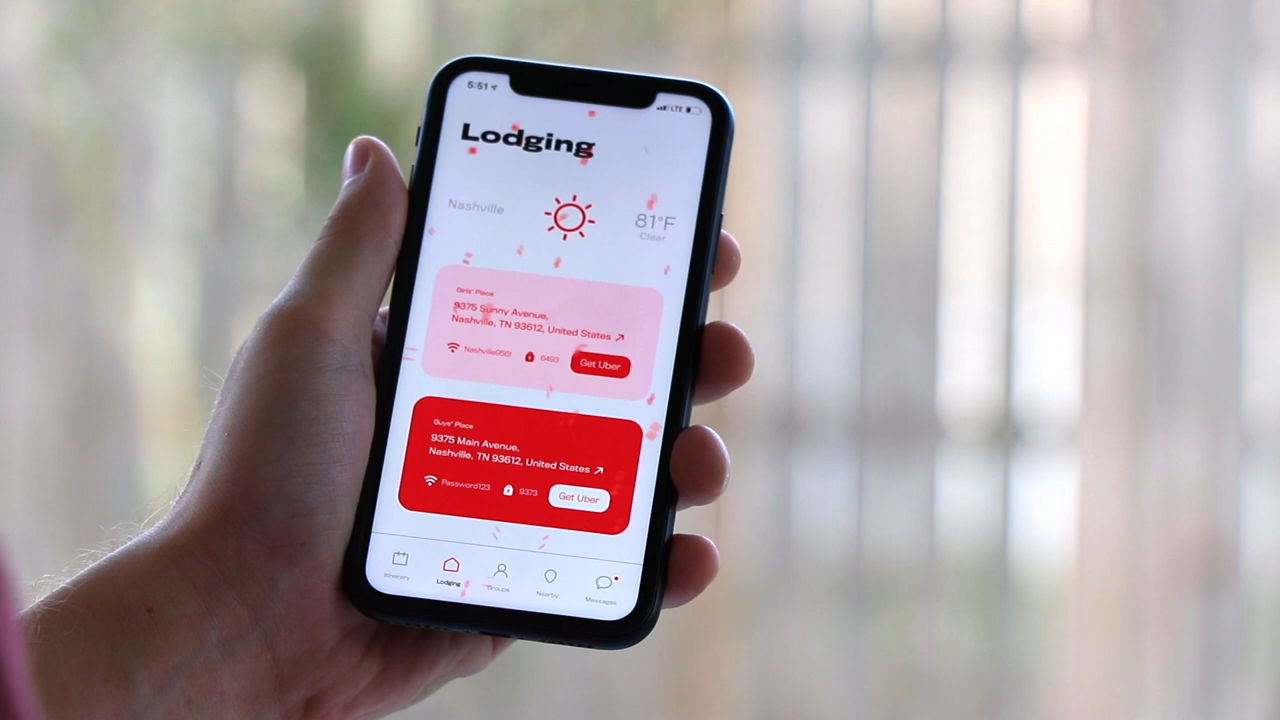 5:51
LTE
Lodging
Nashville
81°F
Clear
Girls' Place
9375 Sunny Avenue,
Nashville, TN 93612, United States
6493
Get Uber
Guys' Place
9375 Main Avenue,
Nashville, TN 93612, United States
Password123
9373
Get Uber
Itinerary
Lodging
Groups
Nearby
Messages